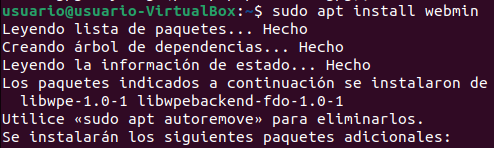 usuario@usuario-VirtualBox:~$ sudo apt install webmin
Leyendo lista de paquetes... Hecho
Creando árbol de dependencias... Hecho
Leyendo la información de estado... Hecho
Los paquetes indicados a continuación se instalaron de
libwpe-1.0-1 libwpebackend-fdo-1.0-1
Utilice «sudo apt autoremove» para eliminarlos.
Se instalarán los siguientes paquetes adicionales: